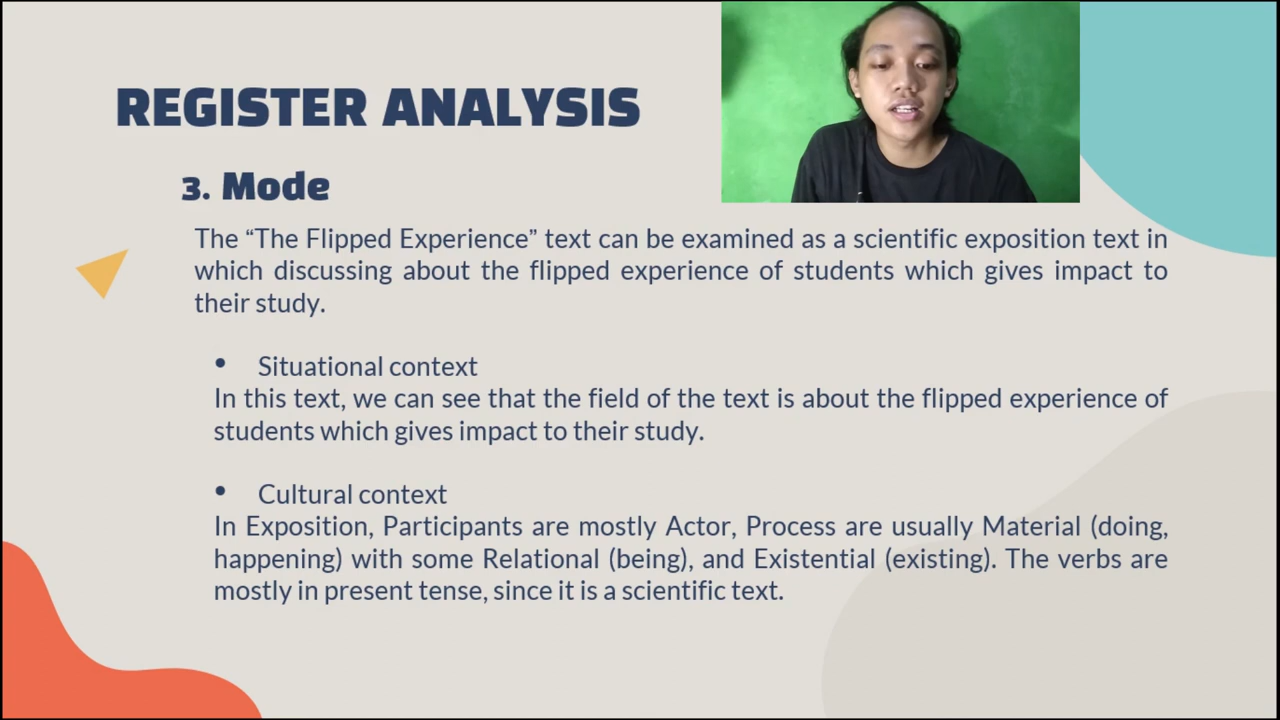 REGISTER ANALYSIS
3. Mode
The “The Flipped Experience” text can be examined as a scientific exposition text in
which discussing about the flipped experience of students which gives impact to
their study.
• Situational context
In this text, we can see that the field of the text is about the flipped experience of
students which gives impact to their study.
• Cultural context
In Exposition, Participants are mostly Actor, Process are usually Material (doing,
happening) with some Relational (being), and Existential (existing). The verbs are
mostly in present tense, since it is a scientific text.